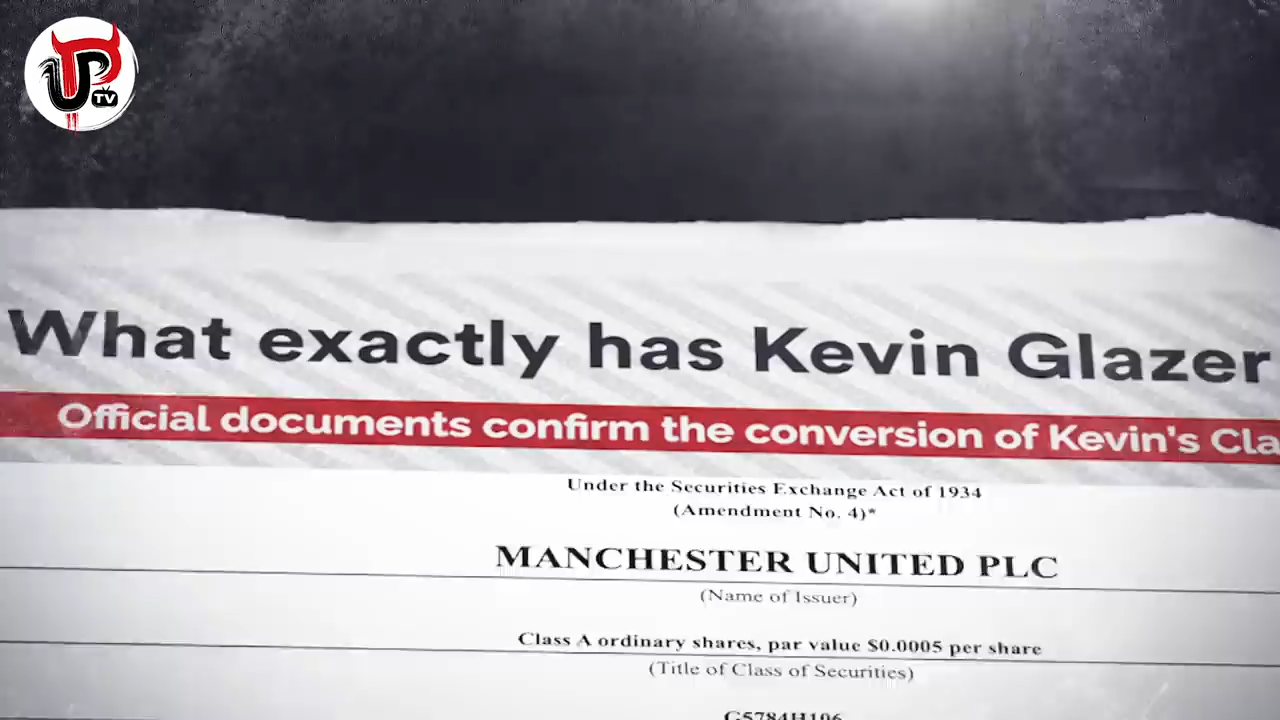 UP
TV
What exactly has Kevin Glazer
Official documents confirm the conversion of Kevin's Cla
Under the Securities Exchange Act of 1934
(Amendment No. 4)*
MANCHESTER UNITED PLC
(Name of Issuer)
Class A ordinary shares, par value $0.0005 per share
(Title of Class of Securities)
G5784H106